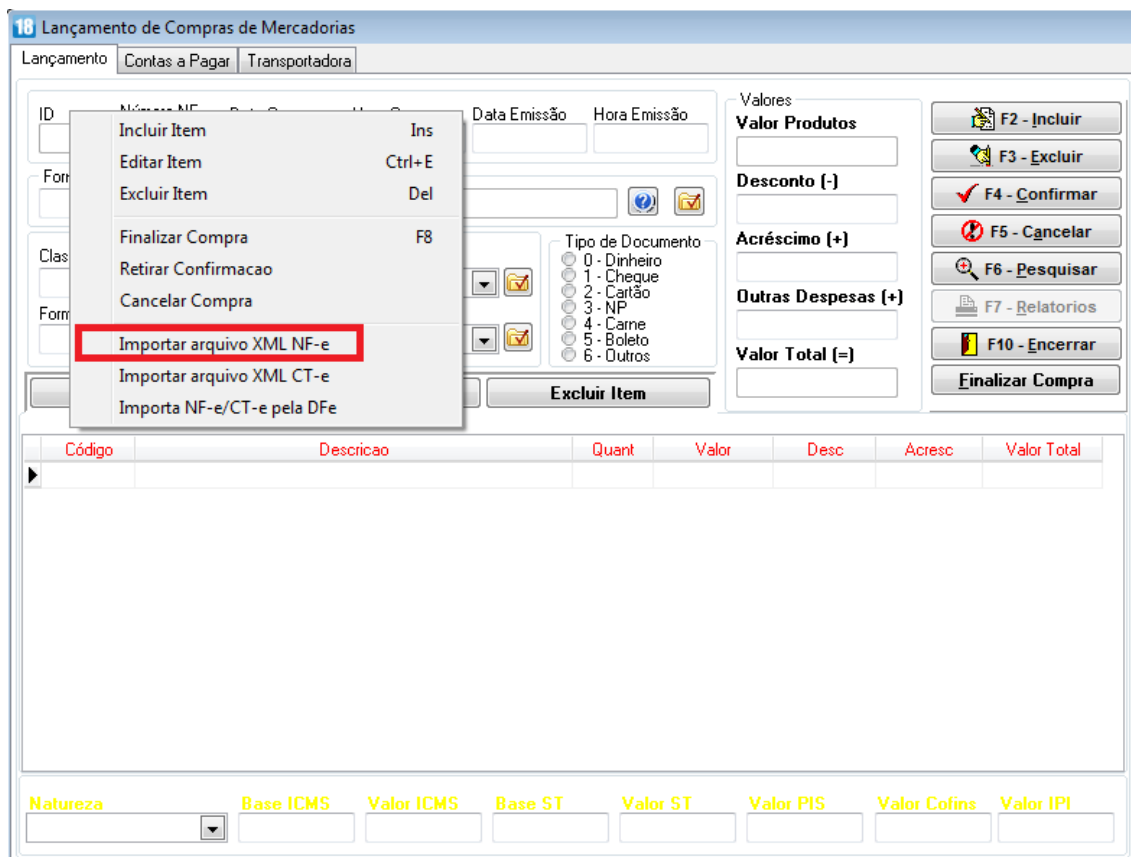 18 Lançamento de Compras de Mercadorias
Lançamento Contas a Pagar Transportadora
ID Data Emissão Hora Emissão
Valores
Valor Produtos
Desconto (-)
Acréscimo (+)
Outras Despesas (+)
Valor Total (=)
F2 - Incluir
F3 - Excluir
F4 - Confirmar
F5 - Cancelar
F6 - Pesquisar
F7 - Relatorios
F10 - Encerrar
Finalizar Compra
Incluir Item Ins
Editar Item Ctrl+E
Excluir Item Del
Finalizar Compra F8
Retirar Confirmacao
Cancelar Compra
Importar arquivo XML NF-e
Importar arquivo XML CT-e
Importa NF-e/CT-e pela DFe
Forn
Clas
Form
Tipo de Documento
0 - Dinheiro
1 - Cheque
2 - Cartão
3 - NP
4 - Carne
5 - Boleto
6 - Outros
Excluir Item
Código Descricao Quant Valor Desc Acresc Valor Total
Natureza Base ICMS Valor ICMS Base ST Valor ST Valor PIS Valor Cofins Valor IPI